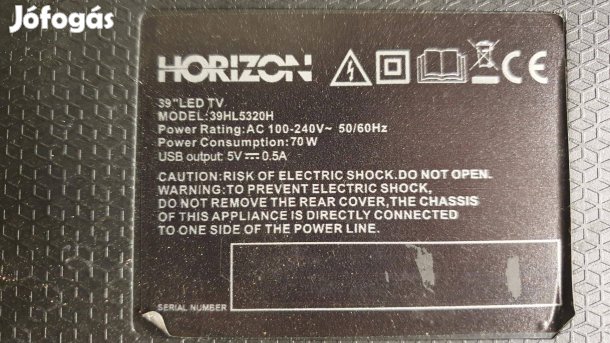 Jófogás
HORIZON
39"LED TV
MODEL:39HL5320H
Power Rating:AC 100-240V~ 50/60Hz
Power Consumption:70W
USB output: 5V⎓0.5A
CAUTION:RISK OF ELECTRIC SHOCK.DO NOT OPEN.
WARNING:TO PREVENT ELECTRIC SHOCK,
DO NOT REMOVE THE REAR COVER,THE CHASSIS
OF THIS APPLIANCE IS DIRECTLY CONNECTED
TO ONE SIDE OF THE POWER LINE.
SERIAL NUMBER